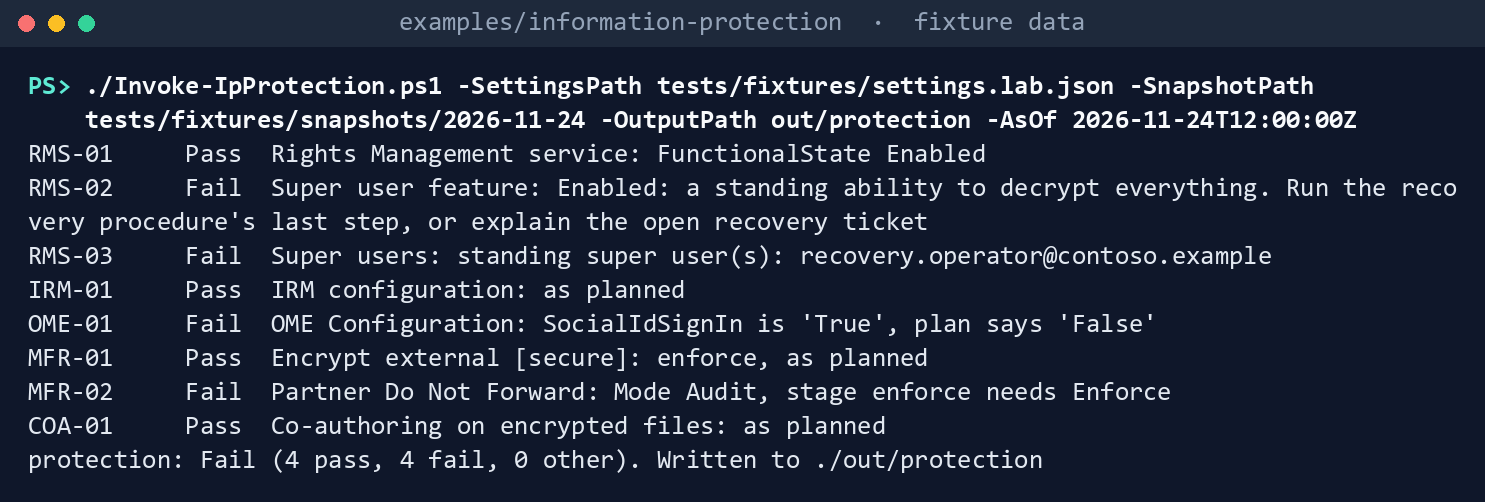 examples/information-protection · fixture data
PS> ./Invoke-IpProtection.ps1 -SettingsPath tests/fixtures/settings.lab.json -SnapshotPath
tests/fixtures/snapshots/2026-11-24 -OutputPath out/protection -AsOf 2026-11-24T12:00:00Z
RMS-01     Pass  Rights Management service: FunctionalState Enabled
RMS-02     Fail  Super user feature: Enabled: a standing ability to decrypt everything. Run the reco
very procedure's last step, or explain the open recovery ticket
RMS-03     Fail  Super users: standing super user(s): recovery.operator@contoso.example
IRM-01     Pass  IRM configuration: as planned
OME-01     Fail  OME Configuration: SocialIdSignIn is 'True', plan says 'False'
MFR-01     Pass  Encrypt external [secure]: enforce, as planned
MFR-02     Fail  Partner Do Not Forward: Mode Audit, stage enforce needs Enforce
COA-01     Pass  Co-authoring on encrypted files: as planned
protection: Fail (4 pass, 4 fail, 0 other). Written to ./out/protection